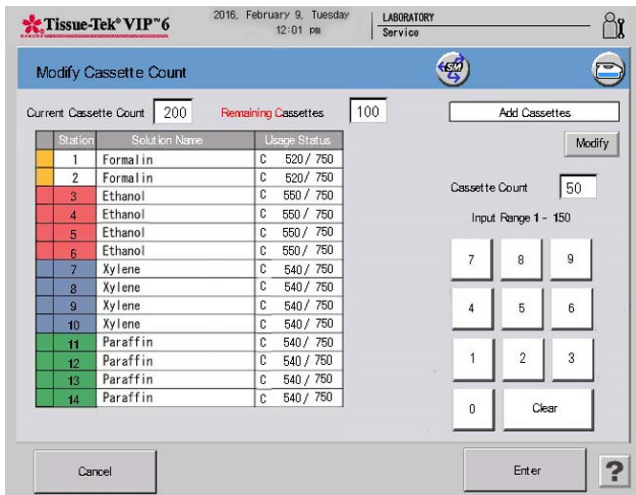 Tissue-Tek® VIP™6
SAKURA
2016, February 9, Tuesday
12:01 pm
LABORATORY
Service
Modify Cassette Count
SM
Current Cassette Count 200 Remaining Cassettes 100
Add Cassettes
Modify
Station Solution Name Usage Status
1 Formalin C 520/ 750
2 Formalin C 520/ 750
3 Ethanol C 550/ 750
4 Ethanol C 550/ 750
5 Ethanol C 550/ 750
6 Ethanol C 550/ 750
7 Xylene C 540/ 750
8 Xylene C 540/ 750
9 Xylene C 540/ 750
10 Xylene C 540/ 750
11 Paraffin C 540/ 750
12 Paraffin C 540/ 750
13 Paraffin C 540/ 750
14 Paraffin C 540/ 750
Cassette Count 50
Input Range 1 - 150
7 8 9
4 5 6
1 2 3
0 Clear
Cancel
Enter
?